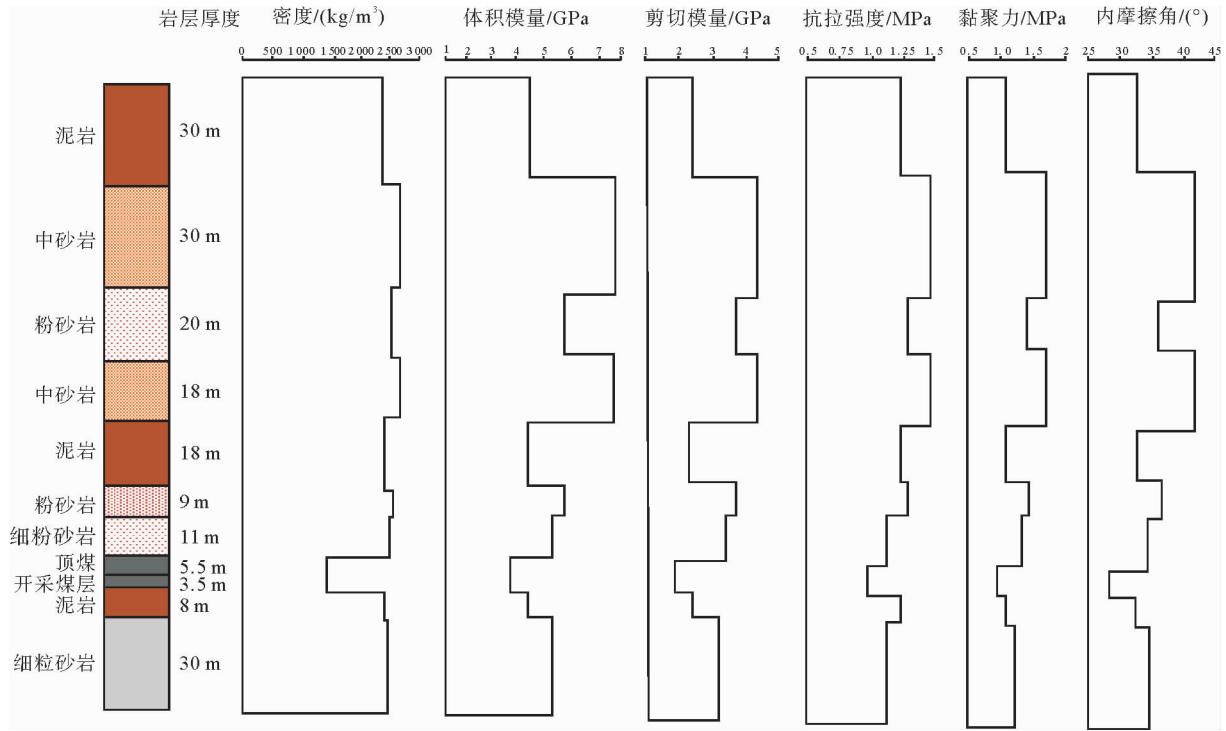 岩层厚度
密度/(kg/m³)
体积模量/GPa
剪切模量/GPa
抗拉强度/MPa
黏聚力/MPa
内摩擦角/(°)
0 500 1 000 2 000 2 500 3 000
1 2 3 4 5 6 7 8
1 2 3 4 5
0.5 0.75 1.0 1.25 1.5
0.5 1.0 1.5 2
25 30 35 40 45
泥岩 30 m
中砂岩 30 m
粉砂岩 20 m
中砂岩 18 m
泥岩 18 m
粉砂岩 9 m
细粉砂岩 11 m
顶煤 5.5 m
开采煤层 3.5 m
泥岩 8 m
细粒砂岩 30 m